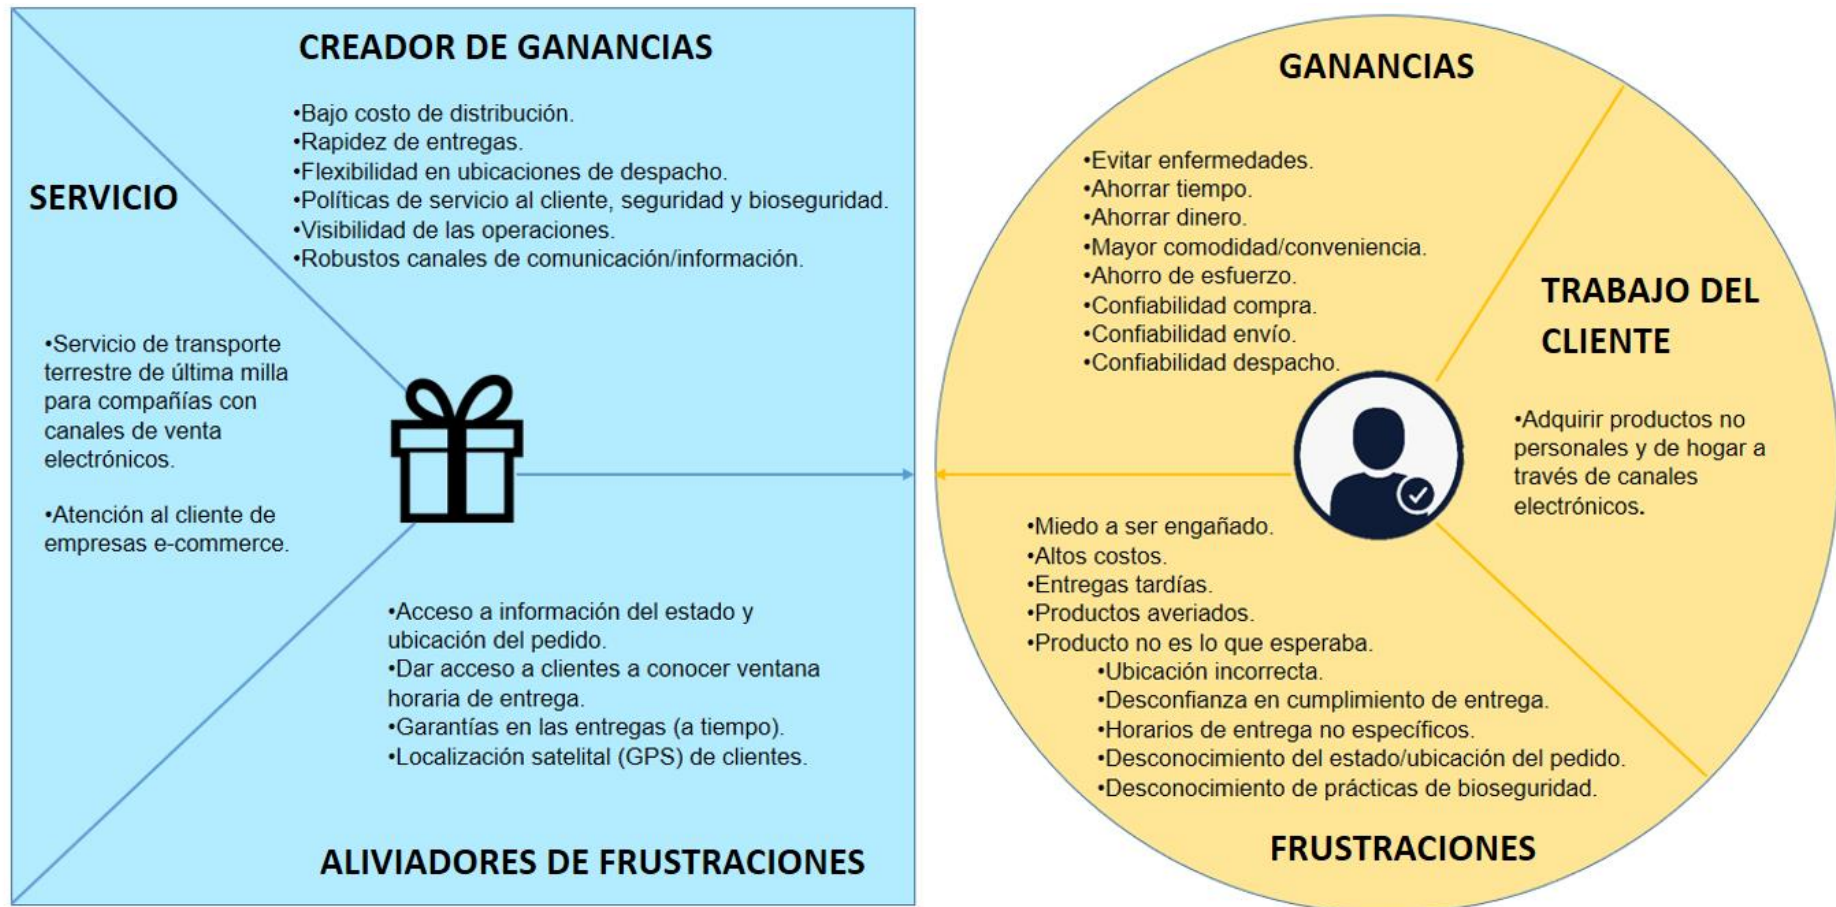 CREADOR DE GANANCIAS
•Bajo costo de distribución.
•Rapidez de entregas.
•Flexibilidad en ubicaciones de despacho.
•Políticas de servicio al cliente, seguridad y bioseguridad.
•Visibilidad de las operaciones.
•Robustos canales de comunicación/información.
SERVICIO
•Servicio de transporte
terrestre de última milla
para compañías con
canales de venta
electrónicos.
•Atención al cliente de
empresas e-commerce.
•Acceso a información del estado y
ubicación del pedido.
•Dar acceso a clientes a conocer ventana
horaria de entrega.
•Garantías en las entregas (a tiempo).
•Localización satelital (GPS) de clientes.
ALIVIADORES DE FRUSTRACIONES
GANANCIAS
•Evitar enfermedades.
•Ahorrar tiempo.
•Ahorrar dinero.
•Mayor comodidad/conveniencia.
•Ahorro de esfuerzo.
•Confiabilidad compra.
•Confiabilidad envío.
•Confiabilidad despacho.
TRABAJO DEL
CLIENTE
•Adquirir productos no
personales y de hogar a
través de canales
electrónicos.
•Miedo a ser engañado.
•Altos costos.
•Entregas tardías.
•Productos averiados.
•Producto no es lo que esperaba.
•Ubicación incorrecta.
•Desconfianza en cumplimiento de entrega.
•Horarios de entrega no específicos.
•Desconocimiento del estado/ubicación del pedido.
•Desconocimiento de prácticas de bioseguridad.
FRUSTRACIONES